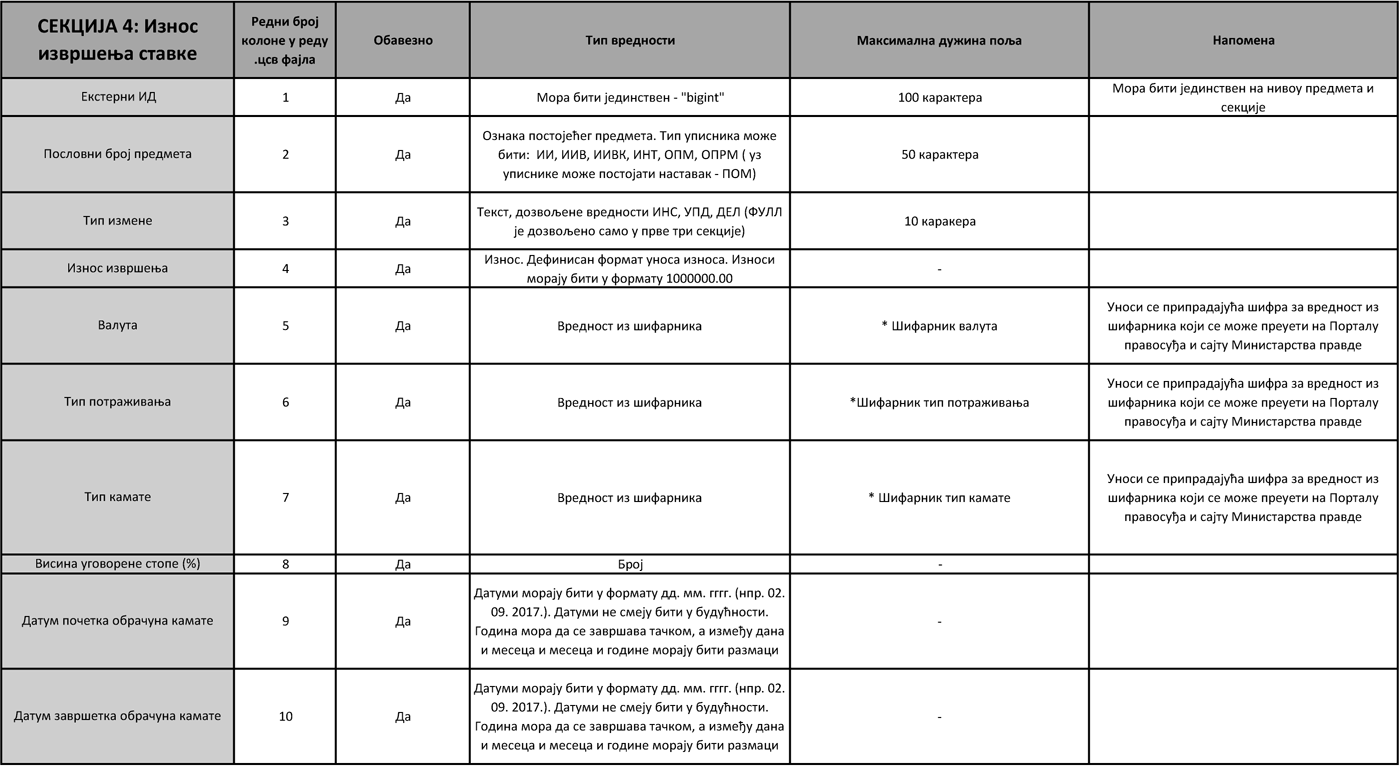 СЕКЦИЈА 4: Износ
извршења ставке
Редни број
колоне у реду
.цсв фајла
Обавезно
Тип вредности
Максимална дужина поља
Напомена
Екстерни ИД
1
Да
Мора бити јединствен - "bigint"
100 карактера
Мора бити јединствен на нивоу предмета и
секције
Пословни број предмета
2
Да
Ознака постојећег предмета. Тип уписника може
бити:  ИИ, ИИВ, ИИВК, ИНТ, ОПМ, ОПРМ ( уз
уписнике може постојати наставак - ПОМ)
50 карактера
Тип измене
3
Да
Текст, дозвољене вредности ИНС, УПД, ДЕЛ (ФУЛЛ
је дозвољено само у прве три секције)
10 каракера
Износ извршења
4
Да
Износ. Дефинисан формат уноса износа. Износи
морају бити у формату 1000000.00
-
Валута
5
Да
Вредност из шифарника
* Шифарник валута
Уноси се припрадајућа шифра за вредност из
шифарника који се може преуети на Порталу
правосуђа и сајту Министарства правде
Тип потраживања
6
Да
Вредност из шифарника
*Шифарник тип потраживања
Уноси се припрадајућа шифра за вредност из
шифарника који се може преуети на Порталу
правосуђа и сајту Министарства правде
Тип камате
7
Да
Вредност из шифарника
* Шифарник тип камате
Уноси се припрадајућа шифра за вредност из
шифарника који се може преуети на Порталу
правосуђа и сајту Министарства правде
Висина уговорене стопе (%)
8
Да
Број
-
Датум почетка обрачуна камате
9
Да
Датуми морају бити у формату дд. мм. гггг. (нпр. 02.
09. 2017.). Датуми не смеју бити у будућности.
Година мора да се завршава тачком, а између дана
и месеца и месеца и године морају бити размаци
-
Датум завршетка обрачуна камате
10
Да
Датуми морају бити у формату дд. мм. гггг. (нпр. 02.
09. 2017.). Датуми не смеју бити у будућности.
Година мора да се завршава тачком, а између дана
и месеца и месеца и године морају бити размаци
-